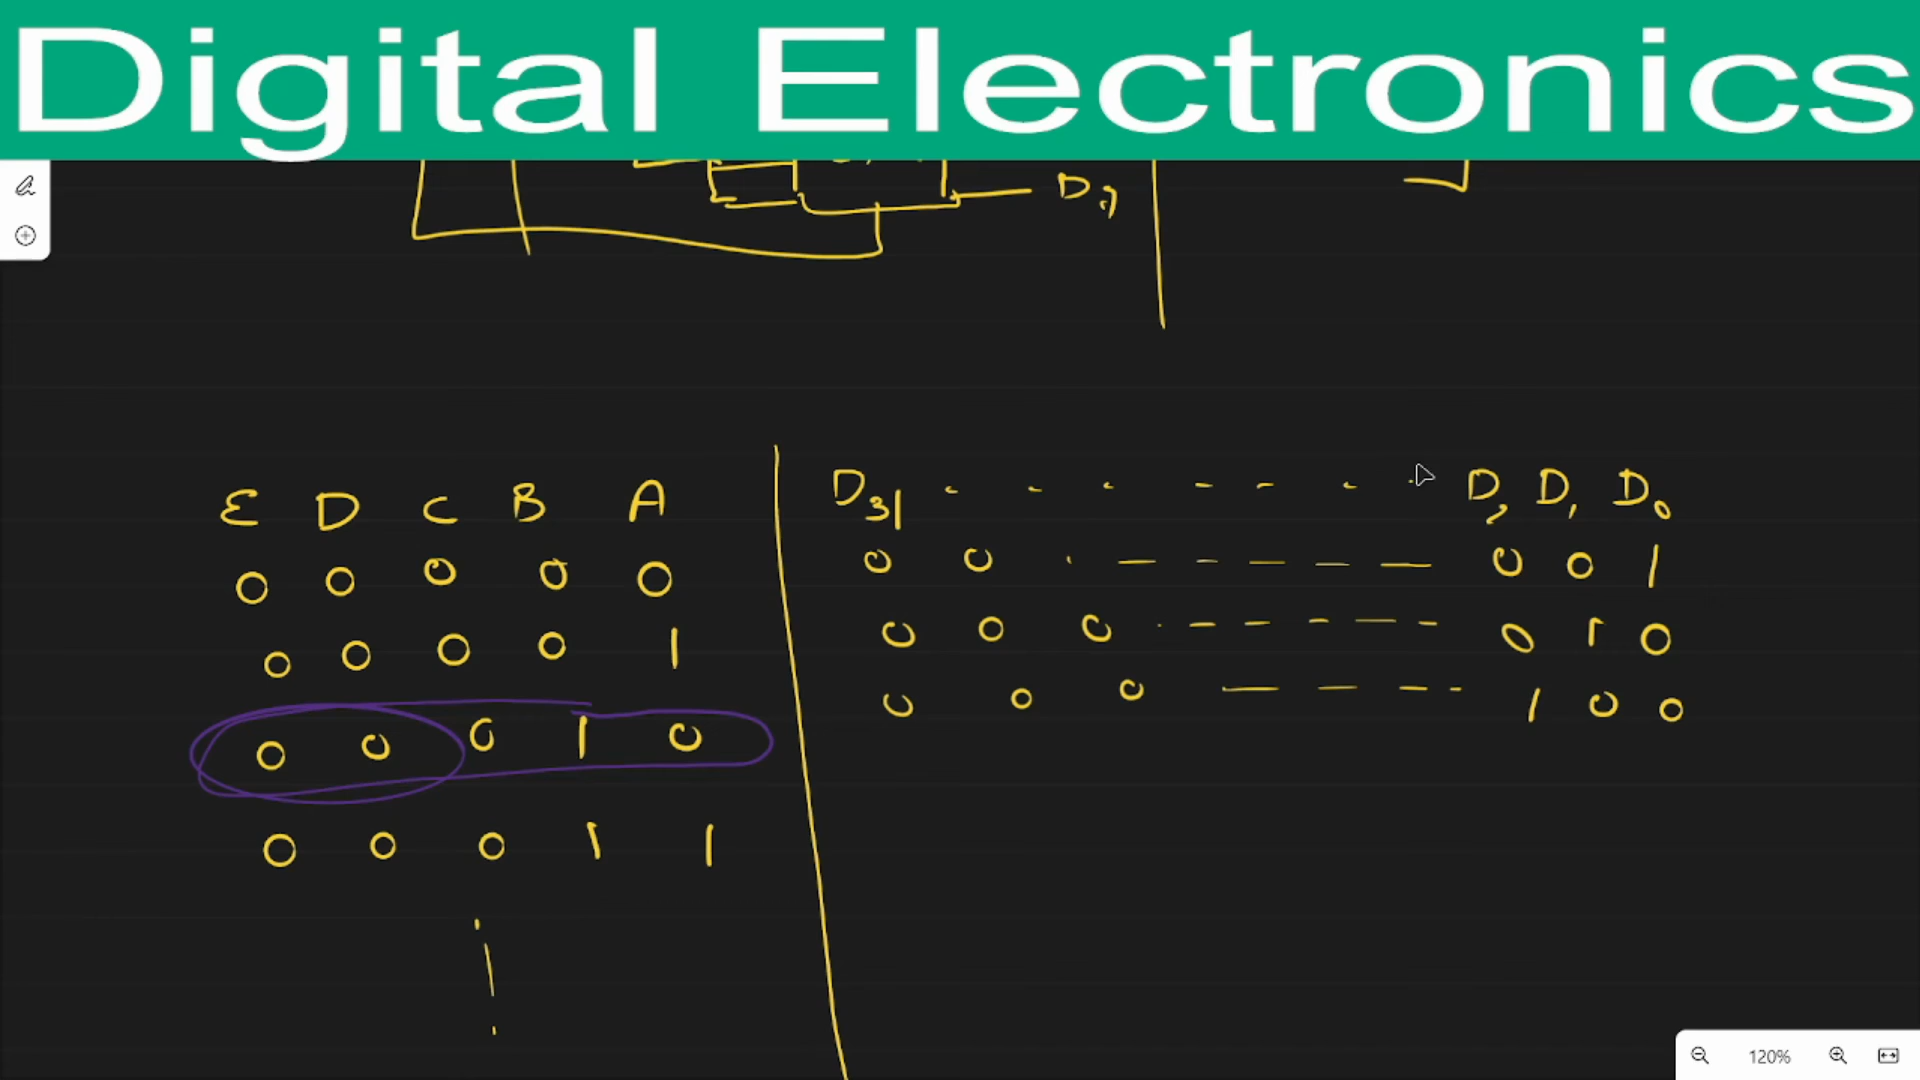 Digital Electronics
E D C B A D31 - - - - - - - D2 D1 D0
0 0 0 0 0 0 0 - - - - - 0 0 1
0 0 0 0 1 0 0 0 - - - - - 0 1 0
0 0 0 1 0 0 0 0 - - - - 1 0 0
0 0 0 1 1
120%